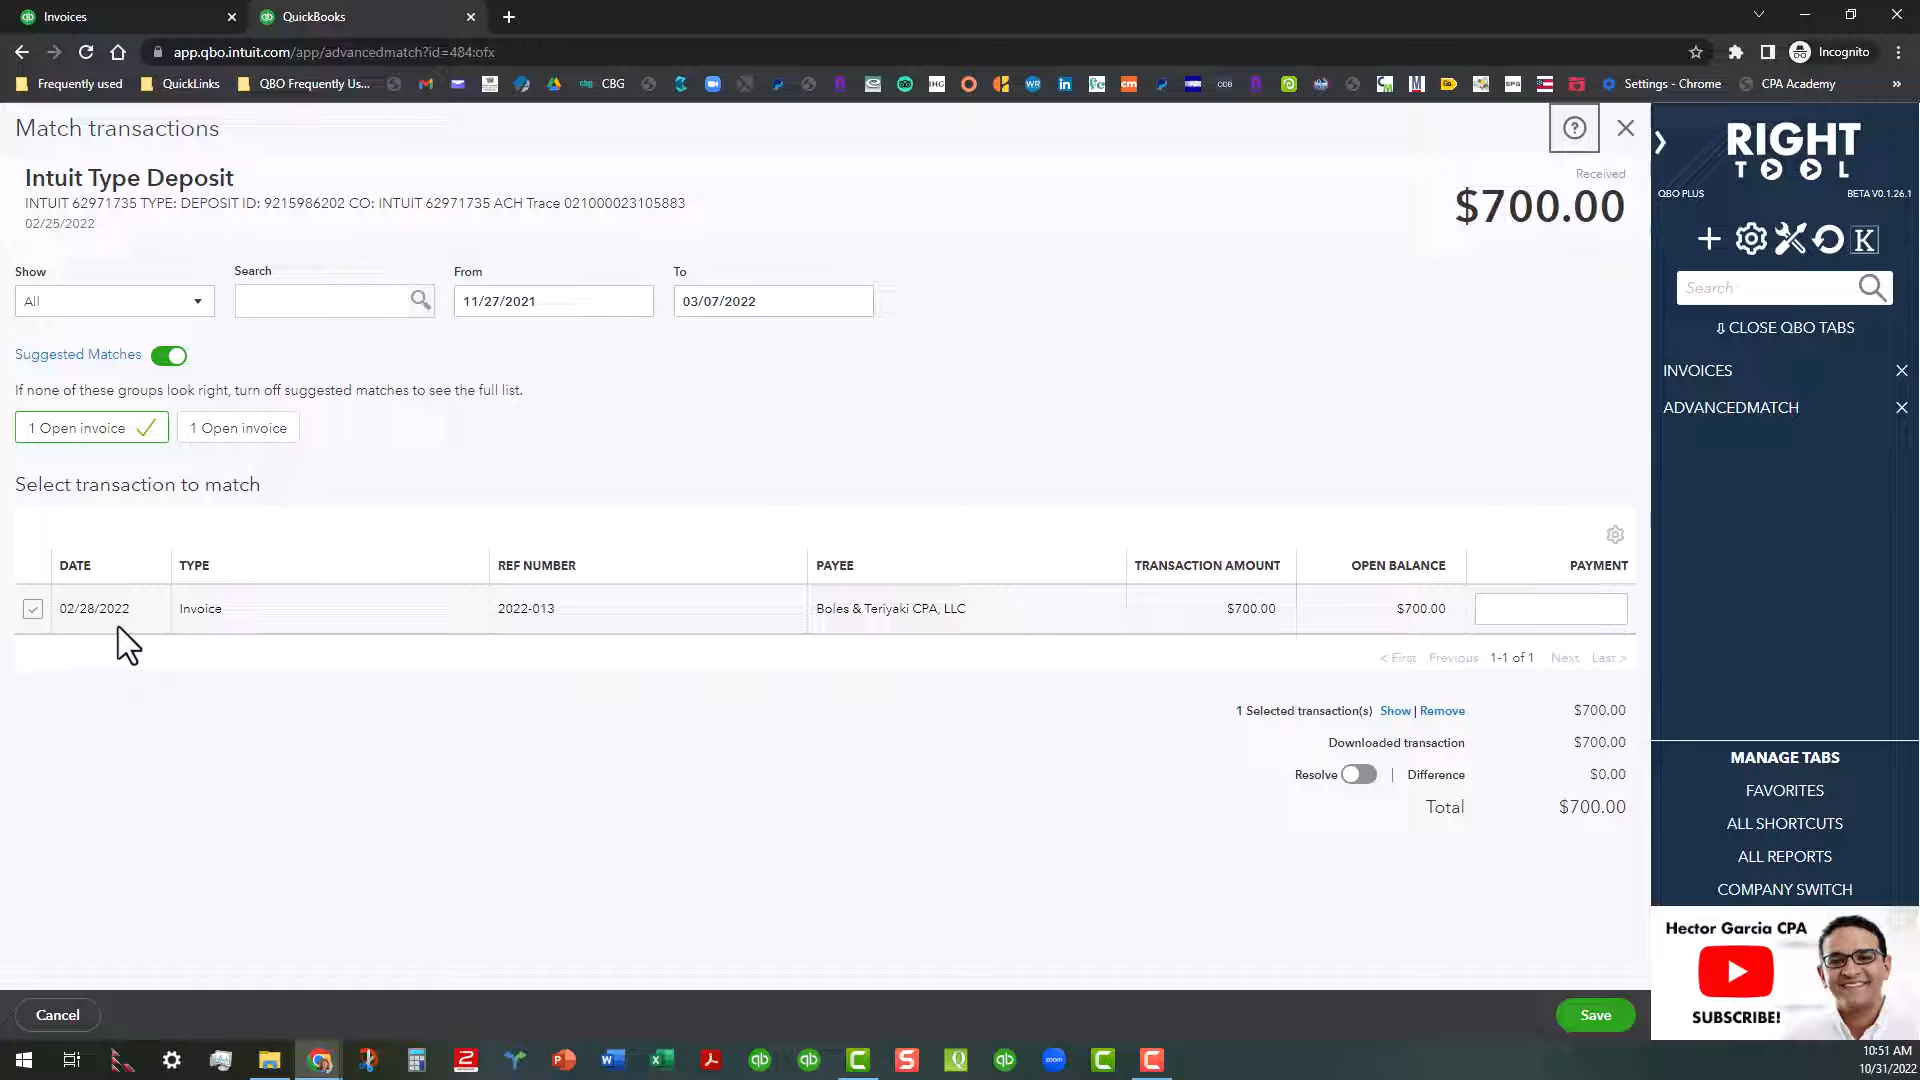 Invoices
QuickBooks
app.qbo.intuit.com/app/advancedmatch?id=484:ofx
Incognito
Frequently used
QuickLinks
QBO Frequently Us...
CBG
Settings - Chrome
CPA Academy
»
Match transactions
Intuit Type Deposit
INTUIT 62971735 TYPE: DEPOSIT ID: 9215986202 CO: INTUIT 62971735 ACH Trace 021000023105883
02/25/2022
Received
$700.00
Show
Search
From
To
All
11/27/2021
03/07/2022
Suggested Matches
If none of these groups look right, turn off suggested matches to see the full list.
1 Open invoice
1 Open invoice
Select transaction to match
DATE TYPE REF NUMBER PAYEE TRANSACTION AMOUNT OPEN BALANCE PAYMENT
02/28/2022 Invoice 2022-013 Boles & Teriyaki CPA, LLC $700.00 $700.00
< First Previous 1-1 of 1 Next Last >
1 Selected transaction(s) Show | Remove $700.00
Downloaded transaction $700.00
Resolve | Difference $0.00
Total $700.00
Cancel
Save
RIGHT
TOOL
QBO PLUS
BETA V0.1.26.1
K
Search
⇩ CLOSE QBO TABS
INVOICES
ADVANCEDMATCH
MANAGE TABS
FAVORITES
ALL SHORTCUTS
ALL REPORTS
COMPANY SWITCH
Hector Garcia CPA
SUBSCRIBE!
10:51 AM
10/31/2022